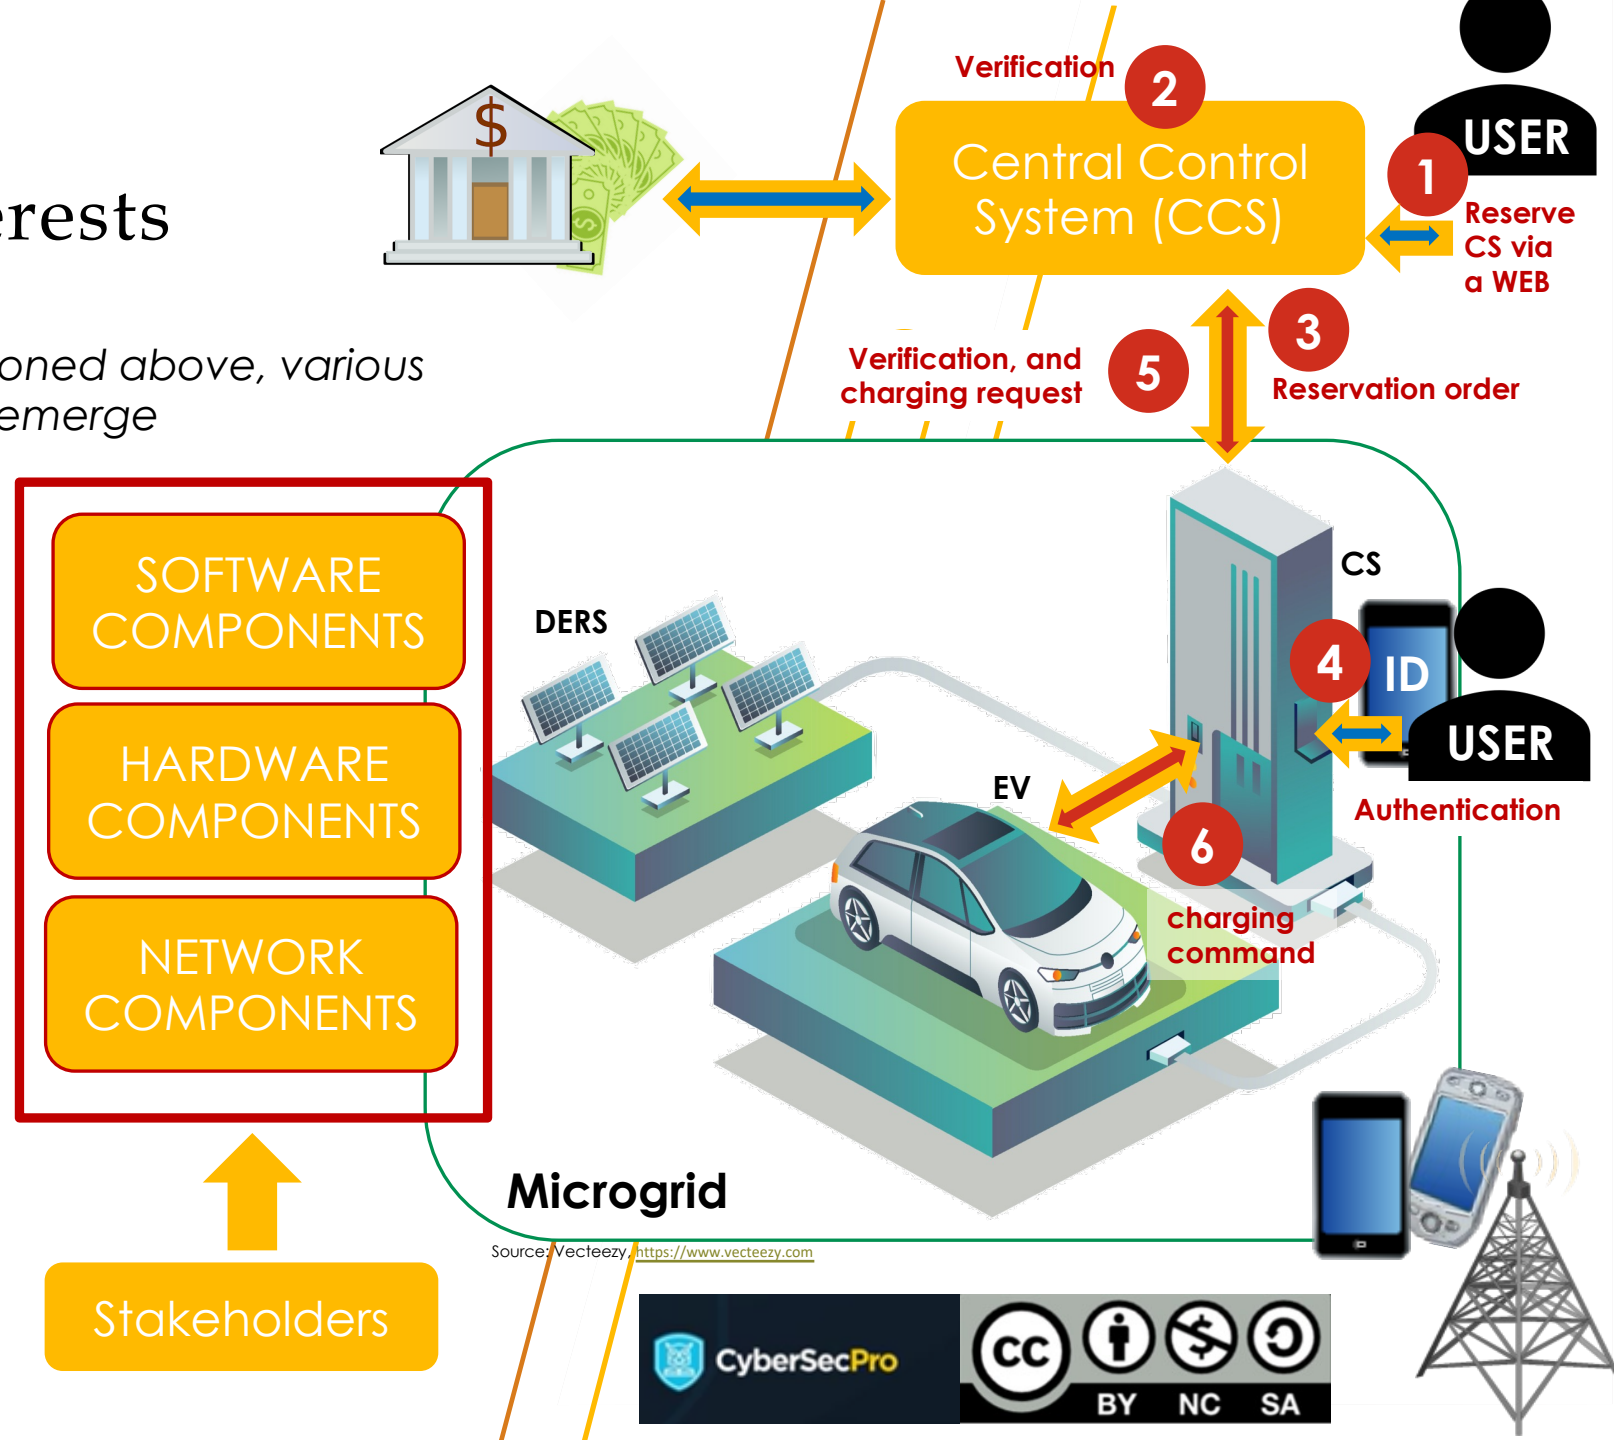 erests
oned above, various
emerge
$
Verification
2
Central Control
System (CCS)
USER
1
Reserve
CS via
a WEB
3
Reservation order
5
Verification, and
charging request
SOFTWARE
COMPONENTS
HARDWARE
COMPONENTS
NETWORK
COMPONENTS
Stakeholders
DERS
EV
CS
4
ID
USER
Authentication
6
charging
command
Microgrid
Source: Vecteezy, https://www.vecteezy.com
CyberSecPro
cc
BY NC SA